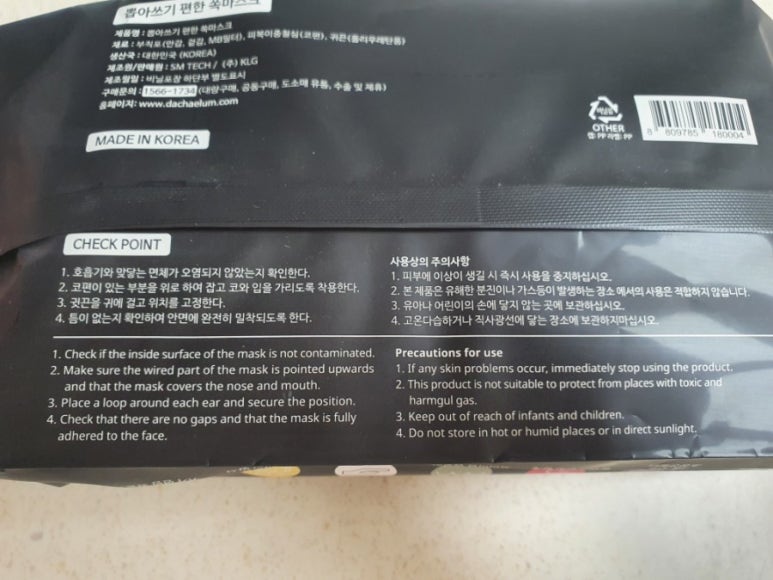 뽑아쓰기 편한 쏙마스크
제품명 : 뽑아쓰기 편한 쏙마스크
재료 : 부직포(안감, 겉감, MB필터), 피복이중철심(코편), 귀끈(폴리우레탄통)
생산국 : 대한민국 (KOREA)
제조원/판매원 : SM TECH / (주) KLG
제조일일 : 비닐포장 하단부 별도표시
구매문의 : 1566-1734 (대량구매, 공동구매, 도소매 유통, 수출 및 제휴)
홈페이지: www.dachaelum.com
MADE IN KOREA
비닐류
OTHER
캡: PP 라벨: PP
8 809785 180004
CHECK POINT
1. 호흡기와 맞닿는 면체가 오염되지 않았는지 확인한다.
2. 코편이 있는 부분을 위로 하여 잡고 코와 입을 가리도록 착용한다.
3. 귓끈을 귀에 걸고 위치를 고정한다.
4. 틈이 없는지 확인하여 안면에 완전히 밀착되도록 한다.
사용상의 주의사항
1. 피부에 이상이 생길 시 즉시 사용을 중지하십시오.
2. 본 제품은 유해한 분진이나 가스등이 발생하는 장소 에서의 사용은 적합하지 않습니다.
3. 유아나 어린이의 손에 닿지 않는 곳에 보관하십시오.
4. 고온다습하거나 직사광선에 닿는 장소에 보관하지마십시오.
1. Check if the inside surface of the mask is not contaminated.
2. Make sure the wired part of the mask is pointed upwards
and that the mask covers the nose and mouth.
3. Place a loop around each ear and secure the position.
4. Check that there are no gaps and that the mask is fully
adhered to the face.
Precautions for use
1. If any skin problems occur, immediately stop using the product.
2. This product is not suitable to protect from places with toxic and
harmgul gas.
3. Keep out of reach of infants and children.
4. Do not store in hot or humid places or in direct sunlight.